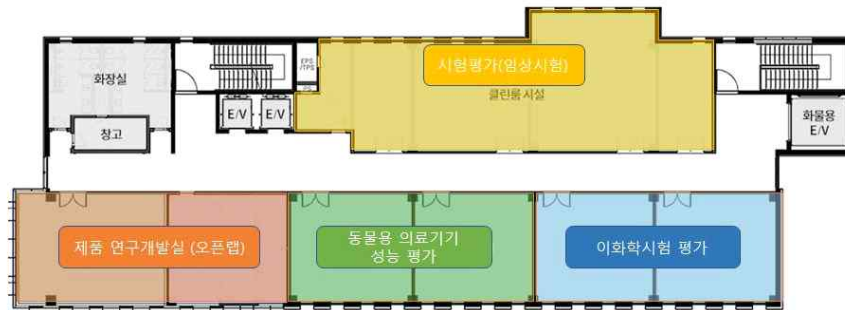 화장실
창고
EPS
/TPS
PS
E/V
E/V
시험평가(임상시험)
클린룸 시설
화물용
E/V
제품 연구개발실 (오픈랩)
동물용 의료기기
성능 평가
이화학시험 평가